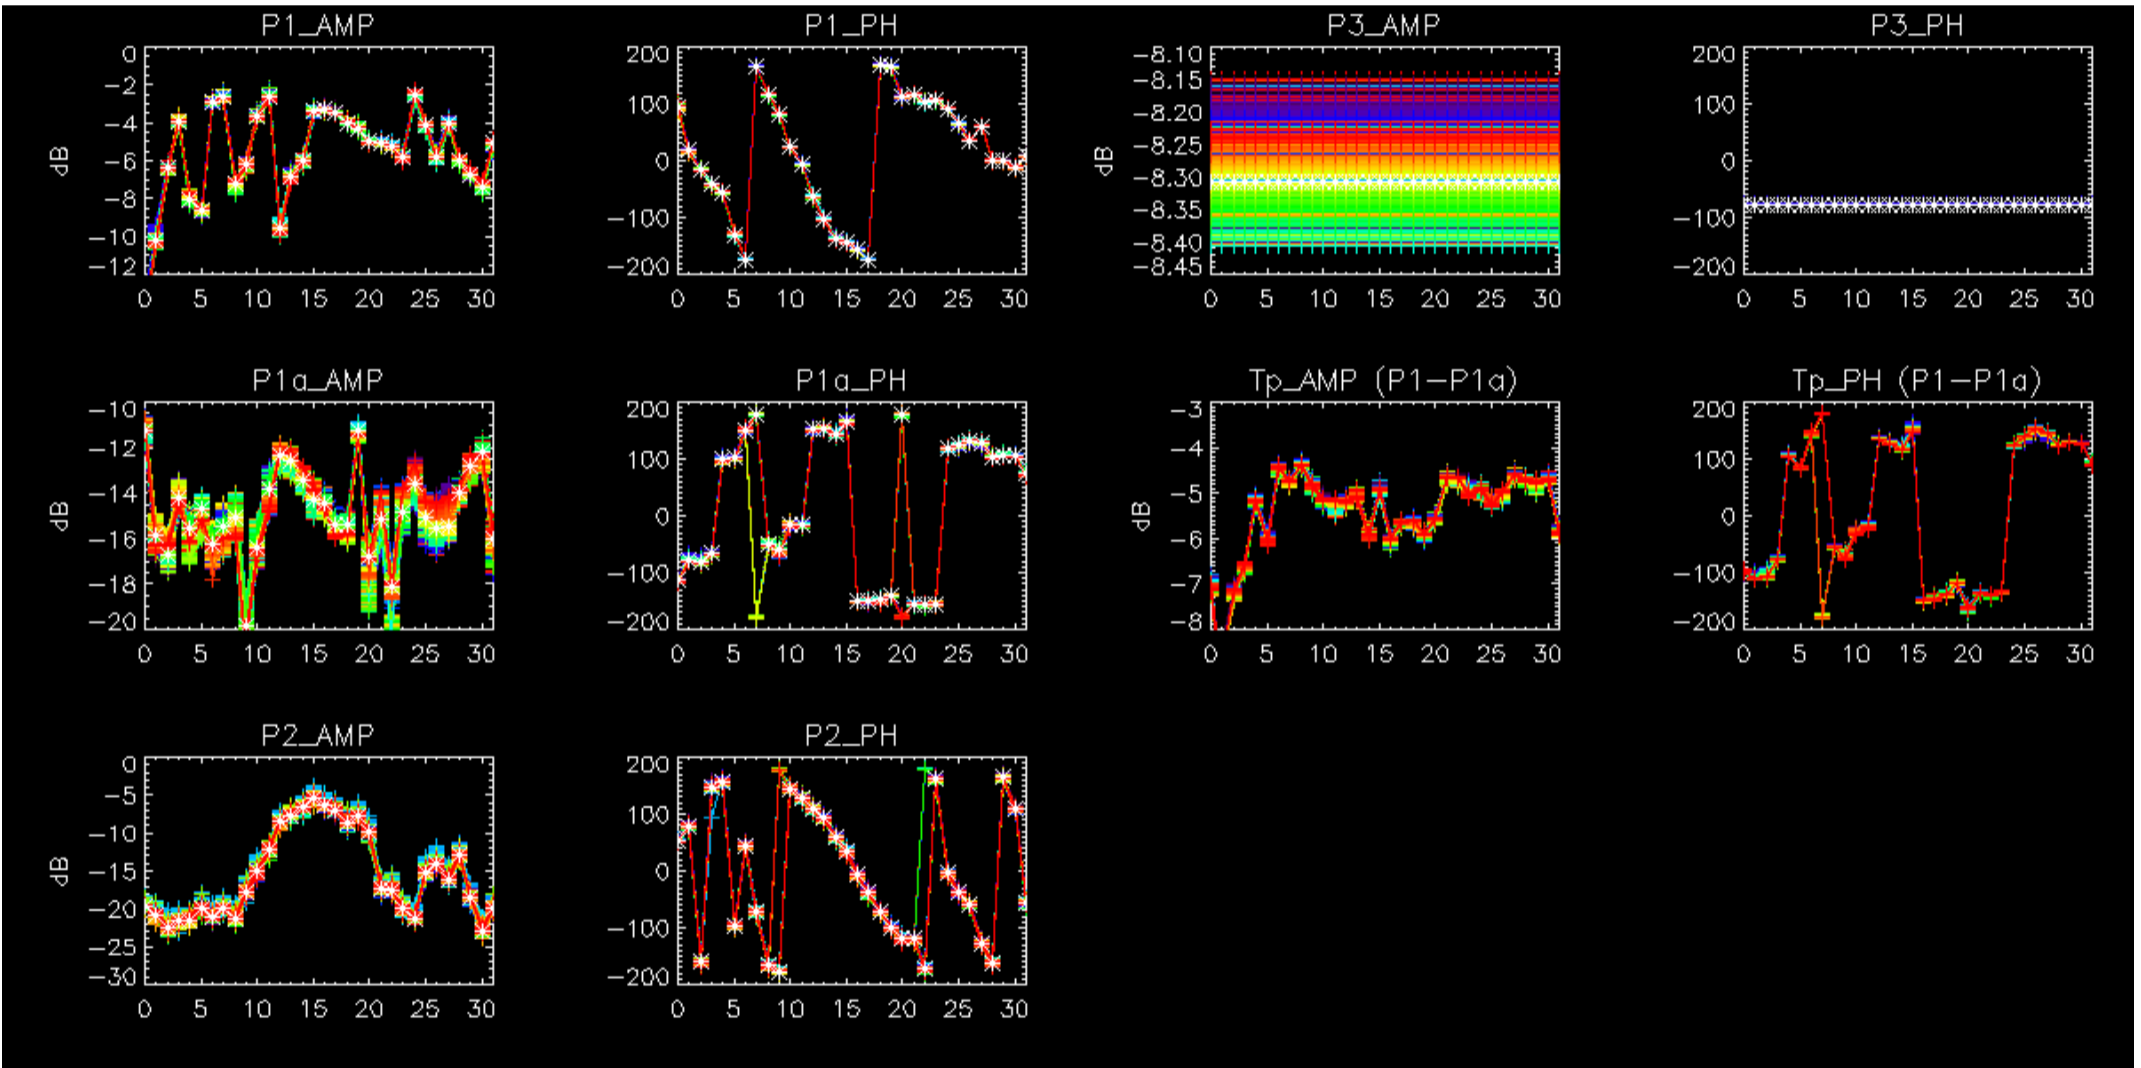 P1_AMP
0
−2
−4
−6
−8
−10
−12
dB
0 5 10 15 20 25 30
P1_PH
200
100
0
−100
−200
0 5 10 15 20 25 30
P3_AMP
−8.10
−8.15
−8.20
−8.25
−8.30
−8.35
−8.40
−8.45
dB
0 5 10 15 20 25 30
P3_PH
200
100
0
−100
−200
0 5 10 15 20 25 30
P1a_AMP
−10
−12
−14
−16
−18
−20
dB
0 5 10 15 20 25 30
P1a_PH
200
100
0
−100
−200
0 5 10 15 20 25 30
Tp_AMP (P1−P1a)
−3
−4
−5
−6
−7
−8
dB
0 5 10 15 20 25 30
Tp_PH (P1−P1a)
200
100
0
−100
−200
0 5 10 15 20 25 30
P2_AMP
0
−5
−10
−15
−20
−25
−30
dB
0 5 10 15 20 25 30
P2_PH
200
100
0
−100
−200
0 5 10 15 20 25 30